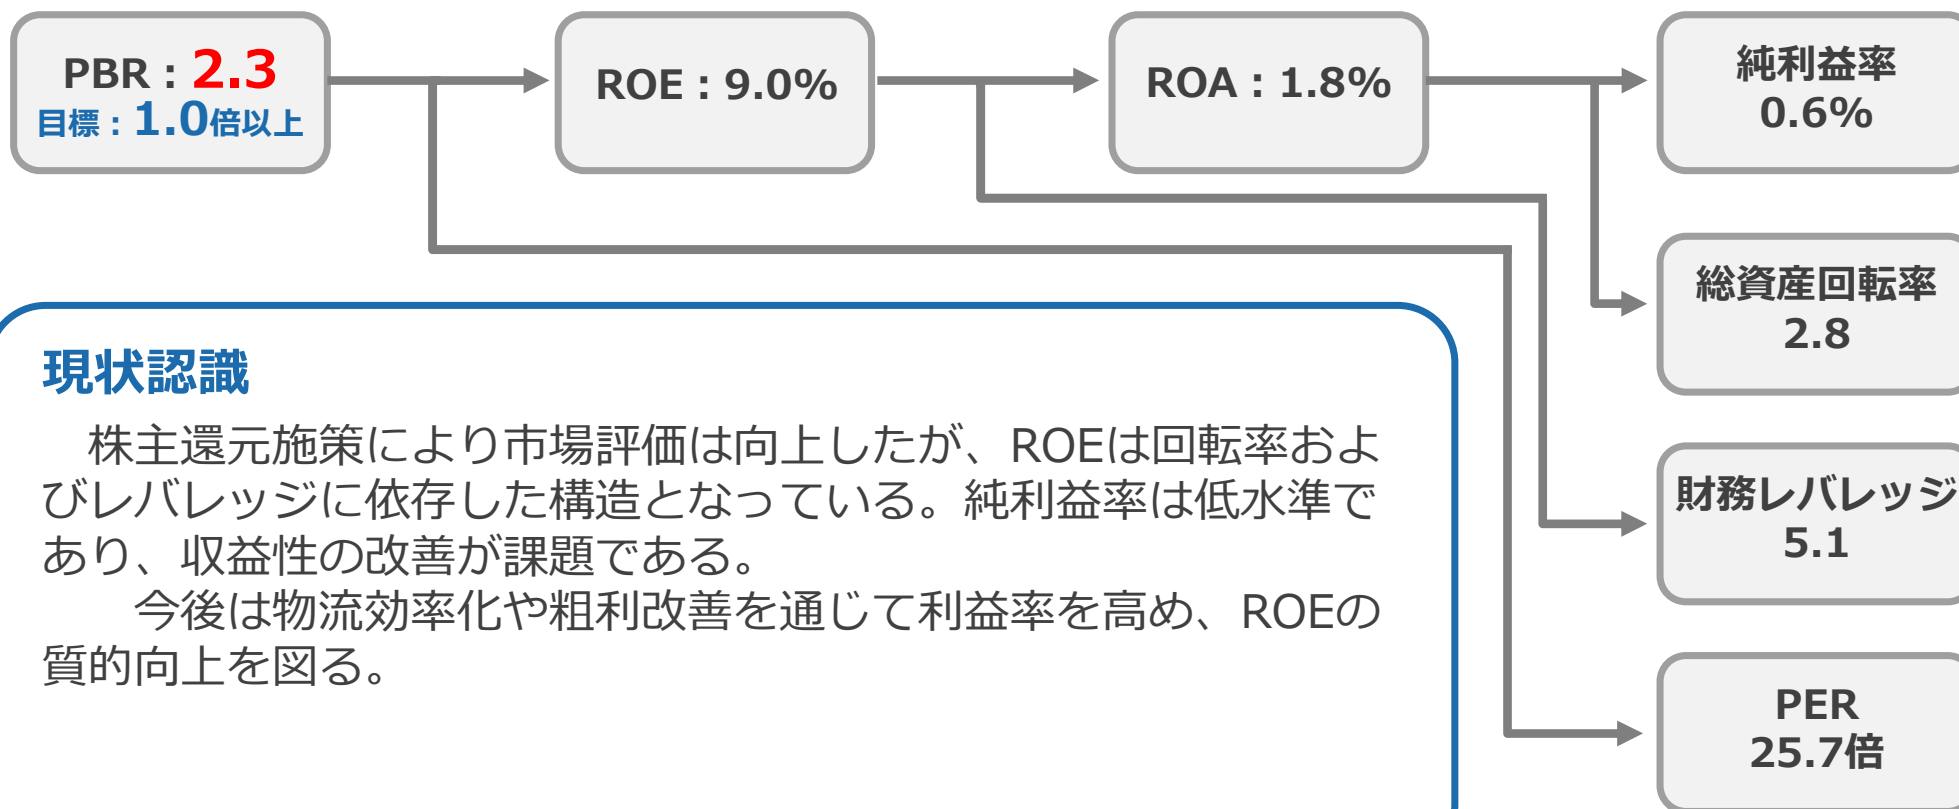 PBR：2.3
目標：1.0倍以上
ROE：9.0%
ROA：1.8%
純利益率
0.6%
総資産回転率
2.8
財務レバレッジ
5.1
PER
25.7倍
現状認識
　株主還元施策により市場評価は向上したが、ROEは回転率およ
びレバレッジに依存した構造となっている。純利益率は低水準で
あり、収益性の改善が課題である。
　　今後は物流効率化や粗利改善を通じて利益率を高め、ROEの
質的向上を図る。